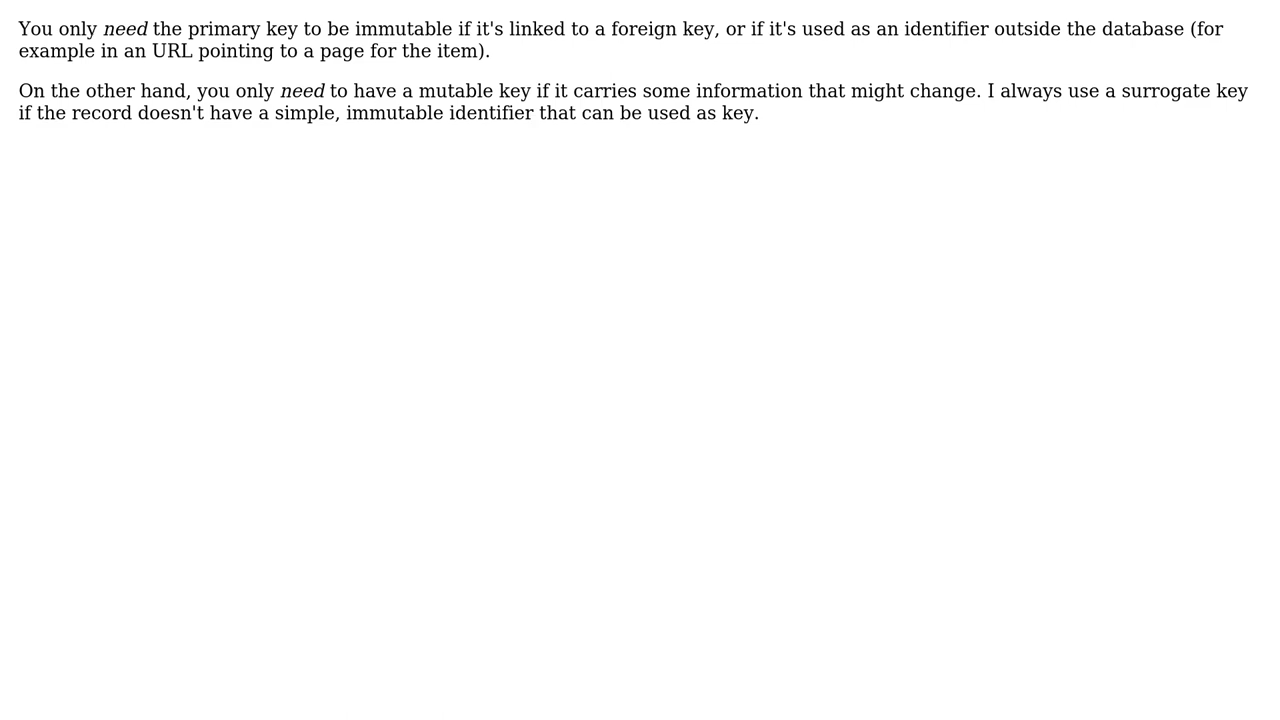 You only need the primary key to be immutable if it's linked to a foreign key, or if it's used as an identifier outside the database (for
example in an URL pointing to a page for the item).
On the other hand, you only need to have a mutable key if it carries some information that might change. I always use a surrogate key
if the record doesn't have a simple, immutable identifier that can be used as key.